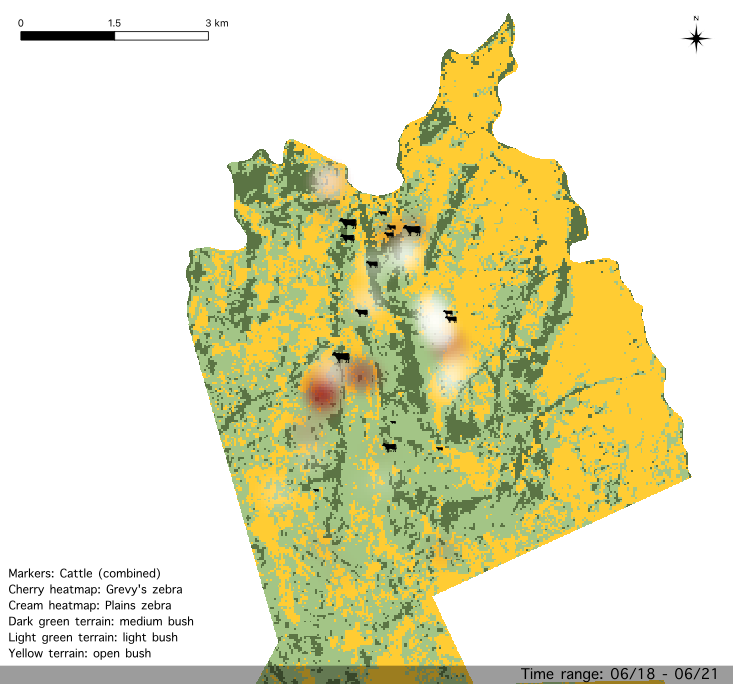 0 1.5 3 km
N
Markers: Cattle (combined)
Cherry heatmap: Grevy's zebra
Cream heatmap: Plains zebra
Dark green terrain: medium bush
Light green terrain: light bush
Yellow terrain: open bush
Time range: 06/18 - 06/21